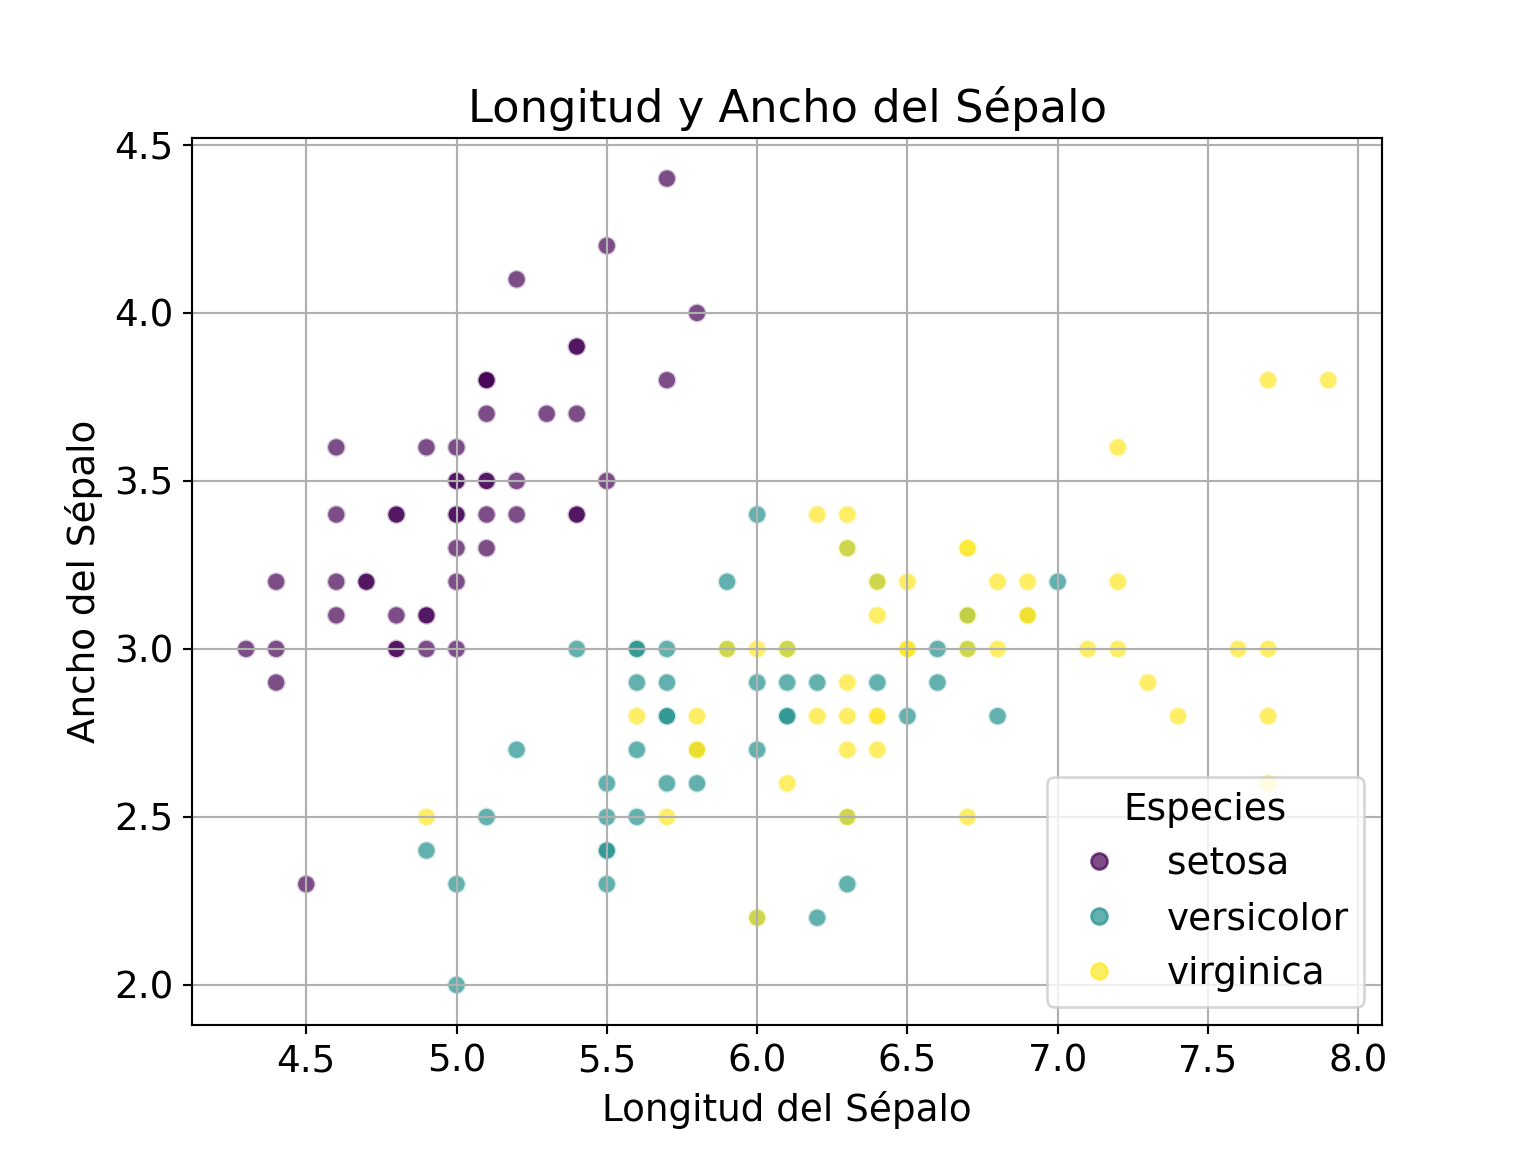 Longitud y Ancho del Sépalo
4.5
4.0
3.5
3.0
2.5
2.0
Ancho del Sépalo
Especies
setosa
versicolor
virginica
4.5 5.0 5.5 6.0 6.5 7.0 7.5 8.0
Longitud del Sépalo